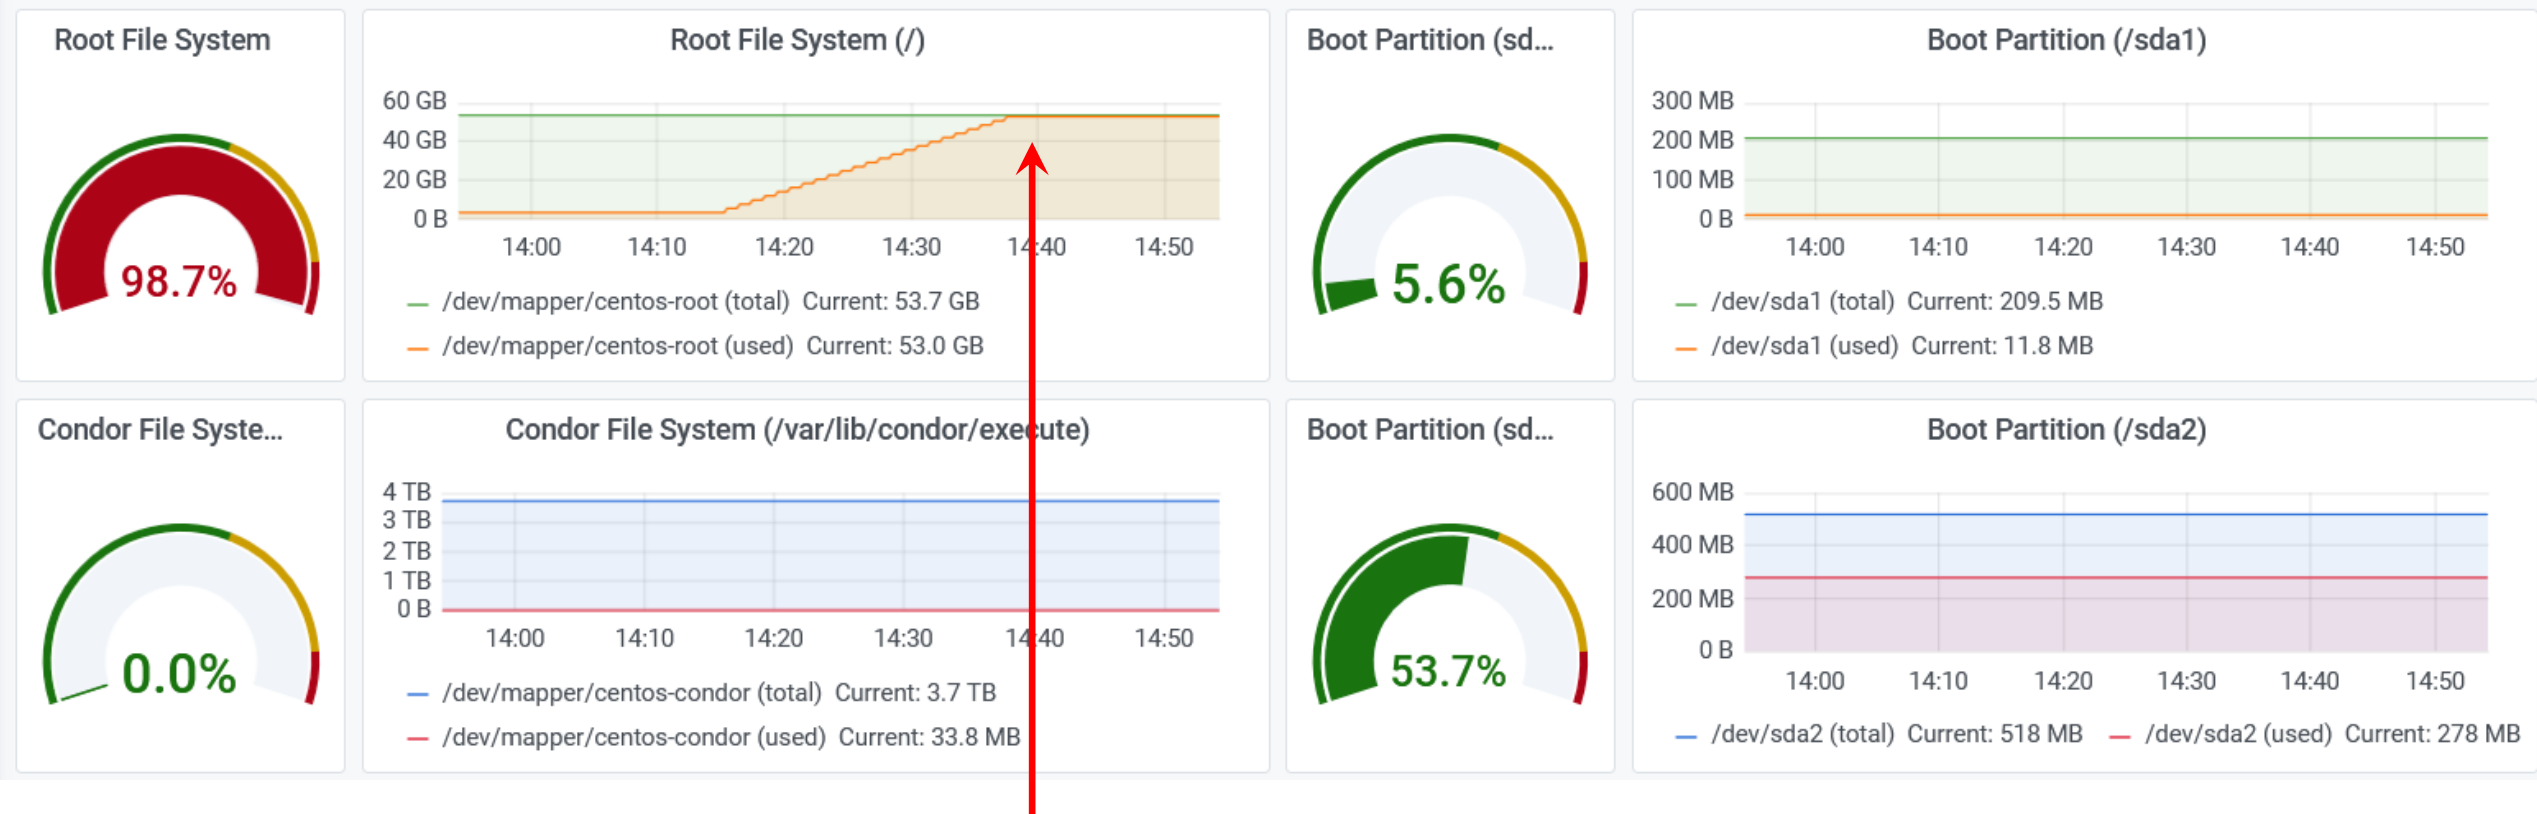 Root File System
98.7%
Root File System (/)
60 GB
40 GB
20 GB
0 B
14:00 14:10 14:20 14:30 14:40 14:50
/dev/mapper/centos-root (total) Current: 53.7 GB
/dev/mapper/centos-root (used) Current: 53.0 GB
Boot Partition (sd...
5.6%
Boot Partition (/sda1)
300 MB
200 MB
100 MB
0 B
14:00 14:10 14:20 14:30 14:40 14:50
/dev/sda1 (total) Current: 209.5 MB
/dev/sda1 (used) Current: 11.8 MB
Condor File Syste...
0.0%
Condor File System (/var/lib/condor/execute)
4 TB
3 TB
2 TB
1 TB
0 B
14:00 14:10 14:20 14:30 14:40 14:50
/dev/mapper/centos-condor (total) Current: 3.7 TB
/dev/mapper/centos-condor (used) Current: 33.8 MB
Boot Partition (sd...
53.7%
Boot Partition (/sda2)
600 MB
400 MB
200 MB
0 B
14:00 14:10 14:20 14:30 14:40 14:50
/dev/sda2 (total) Current: 518 MB /dev/sda2 (used) Current: 278 MB